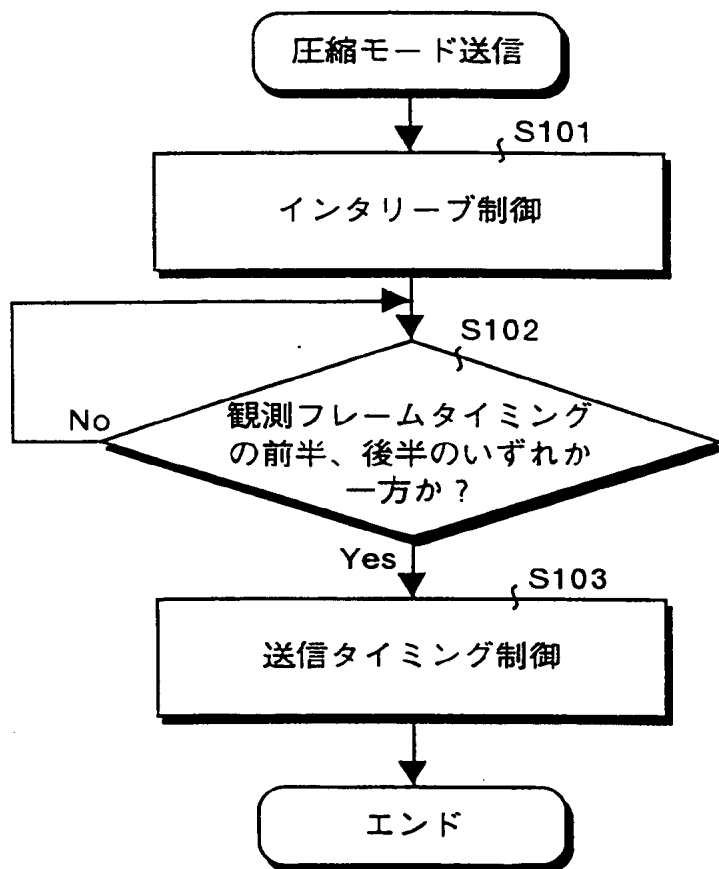 圧縮モード送信
S101
インタリーブ制御
S102
観測フレームタイミング
の前半、後半のいずれか
一方か?
No
Yes
S103
送信タイミング制御
エンド